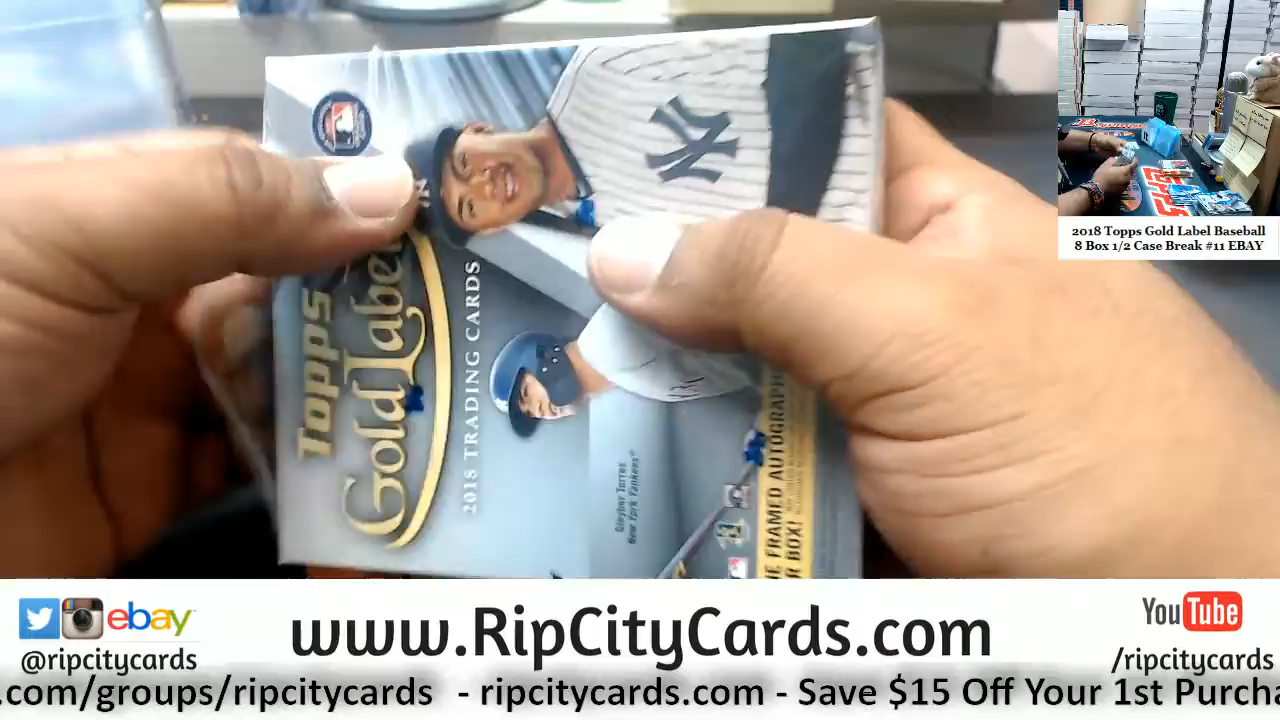 Topps
Gold Label
2018 TRADING CARDS
Gleyber Torres
New York Yankees®
FRAMED AUTOGRAPH
BOX!
2018 Topps Gold Label Baseball
8 Box 1/2 Case Break #11 EBAY
ebay
www.RipCityCards.com
YouTube
@ripcitycards
/ripcitycards
.com/groups/ripcitycards - ripcitycards.com - Save $15 Off Your 1st Purcha